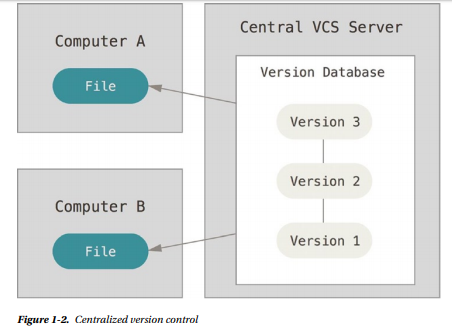 Computer A
File
Central VCS Server
Version Database
Version 3
Version 2
Version 1
Computer B
File
Figure 1-2. Centralized version control